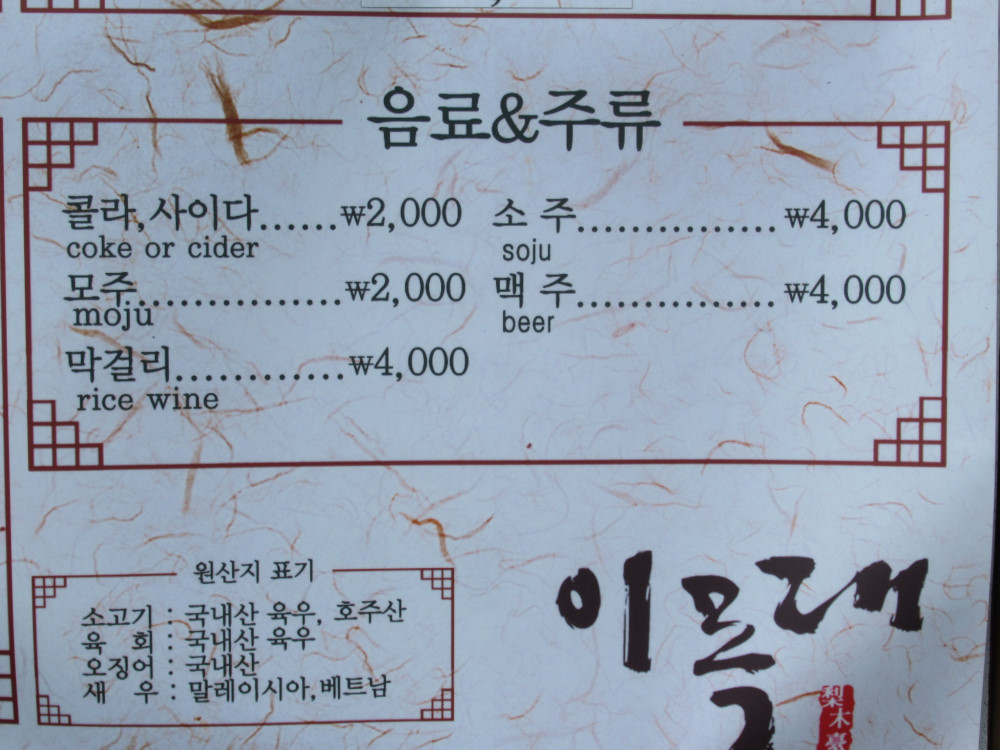 음료&주류
콜라, 사이다......₩2,000
coke or cider
모주...............₩2,000
moju
막걸리............₩4,000
rice wine
소 주..............₩4,000
soju
맥 주..............₩4,000
beer
원산지 표기
소고기 : 국내산 육우, 호주산
육 회 : 국내산 육우
오징어 : 국내산
새 우 : 말레이시아,베트남
이목대
梨木臺